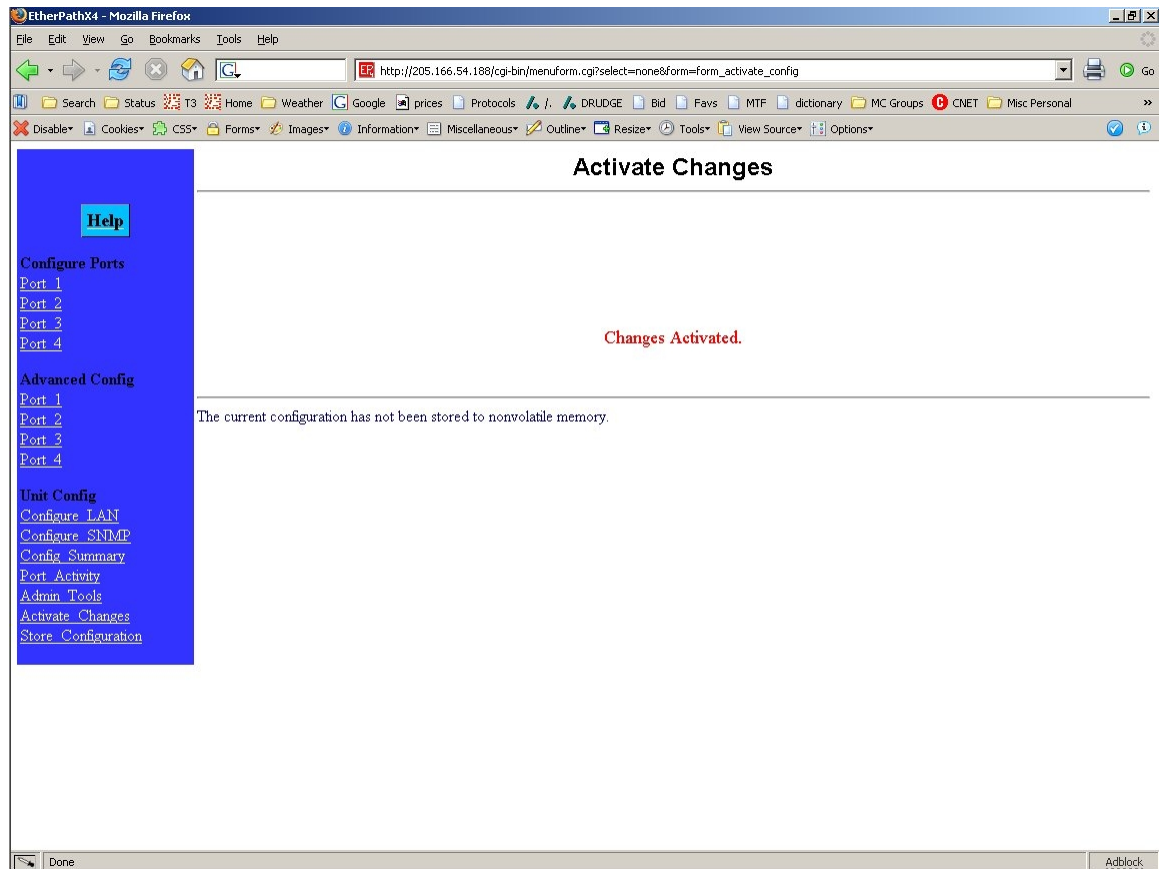 EtherPathX4 - Mozilla Firefox
File Edit View Go Bookmarks Tools Help
G http://205.166.54.188/cgi-bin/menuform.cgi?select=none&form=form_activate_config Go
Search Status T3 Home Weather Google prices Protocols /. DRUDGE Bid Favs MTF dictionary MC Groups CNET Misc Personal »
Disable Cookies CSS Forms Images Information Miscellaneous Outline Resize Tools View Source Options
Activate Changes
Help
Configure Ports
Port 1
Port 2
Port 3
Port 4
Advanced Config
Port 1
Port 2
Port 3
Port 4
Unit Config
Configure LAN
Configure SNMP
Config Summary
Port Activity
Admin Tools
Activate Changes
Store Configuration
Changes Activated.
The current configuration has not been stored to nonvolatile memory.
Done Adblock